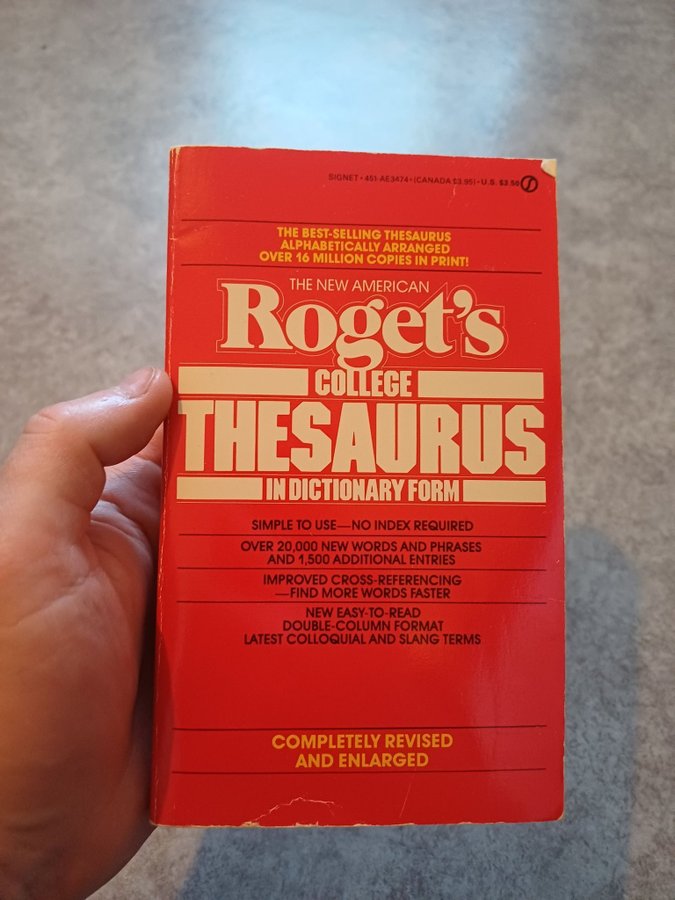 SIGNET • 451-AE3474 • (CANADA $3.95) • U.S. $3.50
THE BEST-SELLING THESAURUS
ALPHABETICALLY ARRANGED
OVER 16 MILLION COPIES IN PRINT!
THE NEW AMERICAN
Roget's
COLLEGE
THESAURUS
IN DICTIONARY FORM
SIMPLE TO USE—NO INDEX REQUIRED
OVER 20,000 NEW WORDS AND PHRASES
AND 1,500 ADDITIONAL ENTRIES
IMPROVED CROSS-REFERENCING
—FIND MORE WORDS FASTER
NEW EASY-TO-READ
DOUBLE-COLUMN FORMAT
LATEST COLLOQUIAL AND SLANG TERMS
COMPLETELY REVISED
AND ENLARGED